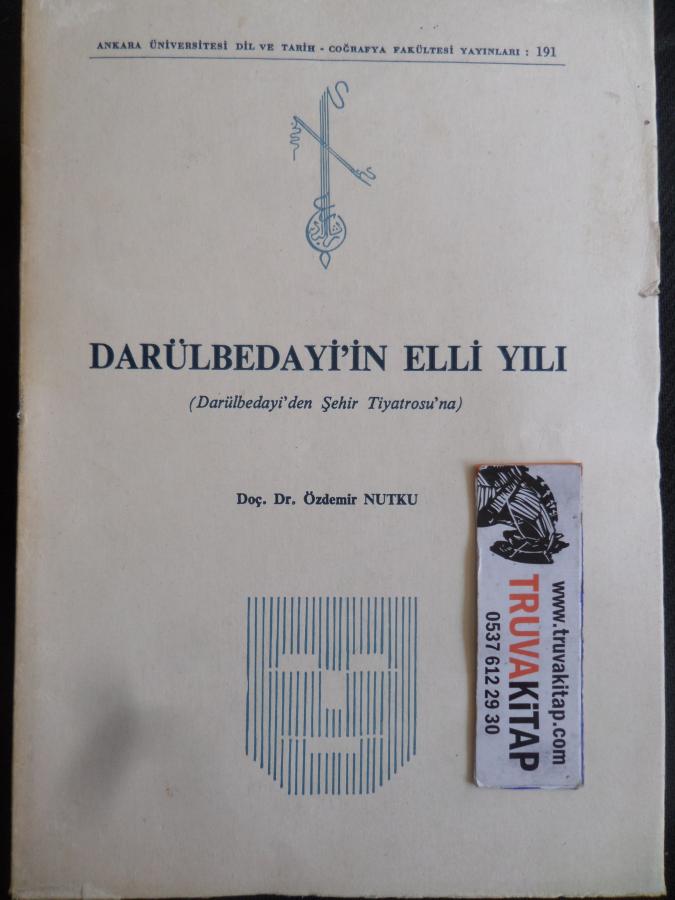 ANKARA ÜNİVERSİTESİ DİL VE TARİH - COĞRAFYA FAKÜLTESİ YAYINLARI : 191
DARÜLBEDAYİ'İN ELLİ YILI
(Darülbedayi'den Şehir Tiyatrosu'na)
Doç. Dr. Özdemir NUTKU
www.truvakitap.com
TRUVAKİTAP
0537 612 29 30